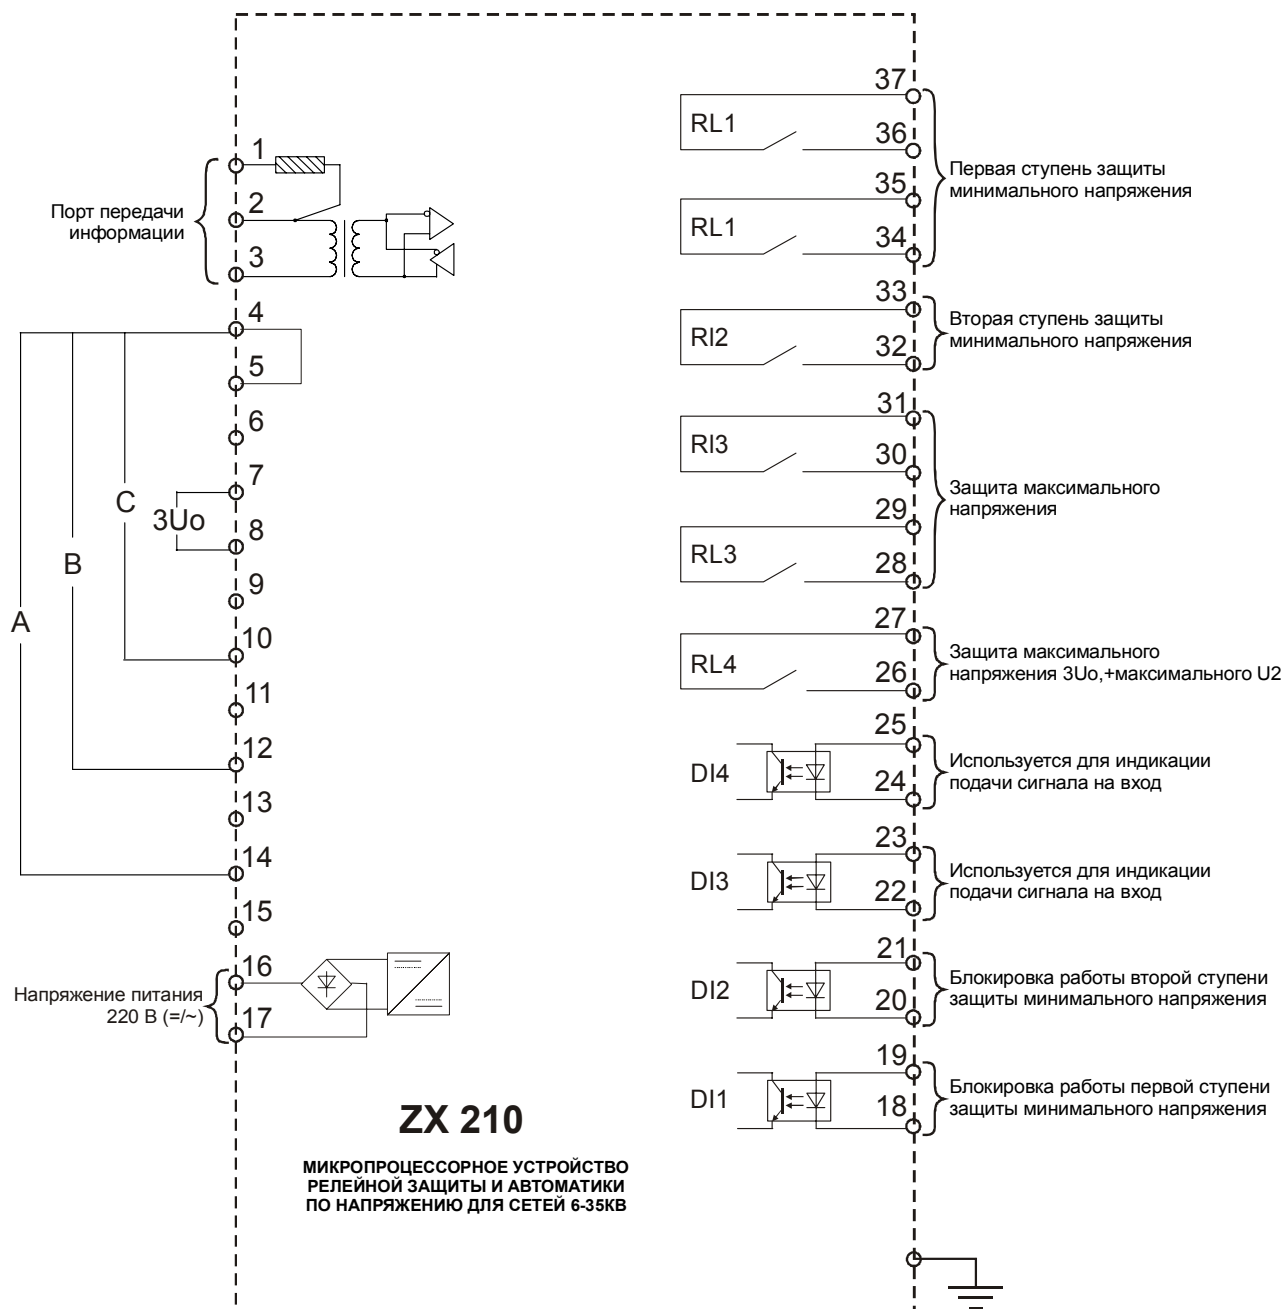 1
2
3
Порт передачи
информации
4
5
6
7
8
3Uo
9
10
11
12
13
14
15
16
17
A
B
C
Напряжение питания
220 В (=/~)
37
RL1
36
35
RL1
34
Первая ступень защиты
минимального напряжения
33
RI2
32
Вторая ступень защиты
минимального напряжения
31
RI3
30
29
RL3
28
Защита максимального
напряжения
27
RL4
26
Защита максимального
напряжения 3Uo,+максимального U2
25
DI4
24
Используется для индикации
подачи сигнала на вход
23
DI3
22
Используется для индикации
подачи сигнала на вход
21
DI2
20
Блокировка работы второй ступени
защиты минимального напряжения
19
DI1
18
Блокировка работы первой ступени
защиты минимального напряжения
ZX 210
МИКРОПРОЦЕССОРНОЕ УСТРОЙСТВО
РЕЛЕЙНОЙ ЗАЩИТЫ И АВТОМАТИКИ
ПО НАПРЯЖЕНИЮ ДЛЯ СЕТЕЙ 6-35КВ